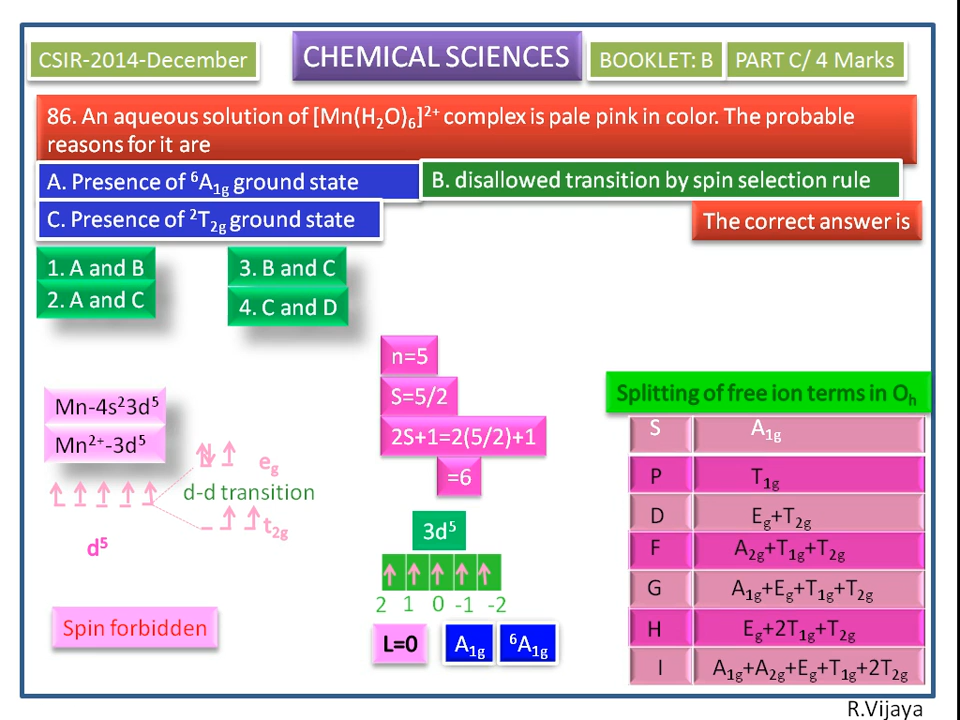 CSIR-2014-December
CHEMICAL SCIENCES
BOOKLET: B
PART C/ 4 Marks
86. An aqueous solution of [Mn(H₂O)₆]²⁺ complex is pale pink in color. The probable
reasons for it are
A. Presence of ⁶A₁g ground state
B. disallowed transition by spin selection rule
C. Presence of ²T₂g ground state
The correct answer is
1. A and B
2. A and C
3. B and C
4. C and D
Mn-4s²3d⁵
Mn²⁺-3d⁵
eg
d-d transition
t₂g
d⁵
Spin forbidden
n=5
S=5/2
2S+1=2(5/2)+1
=6
3d⁵
2 1 0 -1 -2
L=0
A₁g
⁶A₁g
Splitting of free ion terms in Oh
S A₁g
P T₁g
D Eg+T₂g
F A₂g+T₁g+T₂g
G A₁g+Eg+T₁g+T₂g
H Eg+2T₁g+T₂g
I A₁g+A₂g+Eg+T₁g+2T₂g
R.Vijaya